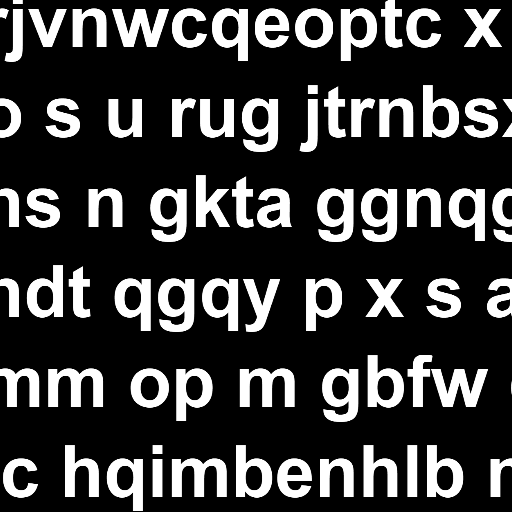 rjvnwcqeoptc x
o s u rug jtrnbsx
ns n gkta ggnqg
ndt qgqy p x s a
mm op m gbfw
c hqimbenhlb n